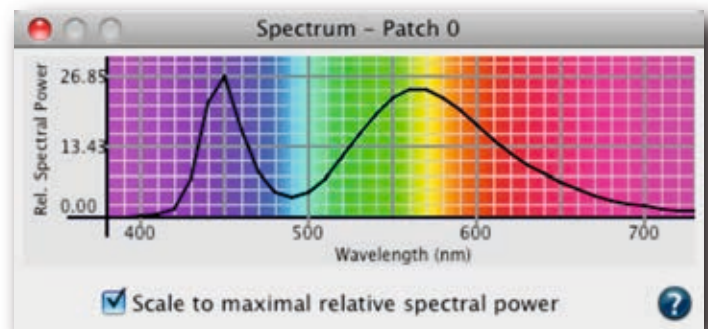 Spectrum – Patch 0
Rel. Spectral Power
26.85
13.43
0.00
400 500 600 700
Wavelength (nm)
Scale to maximal relative spectral power
?